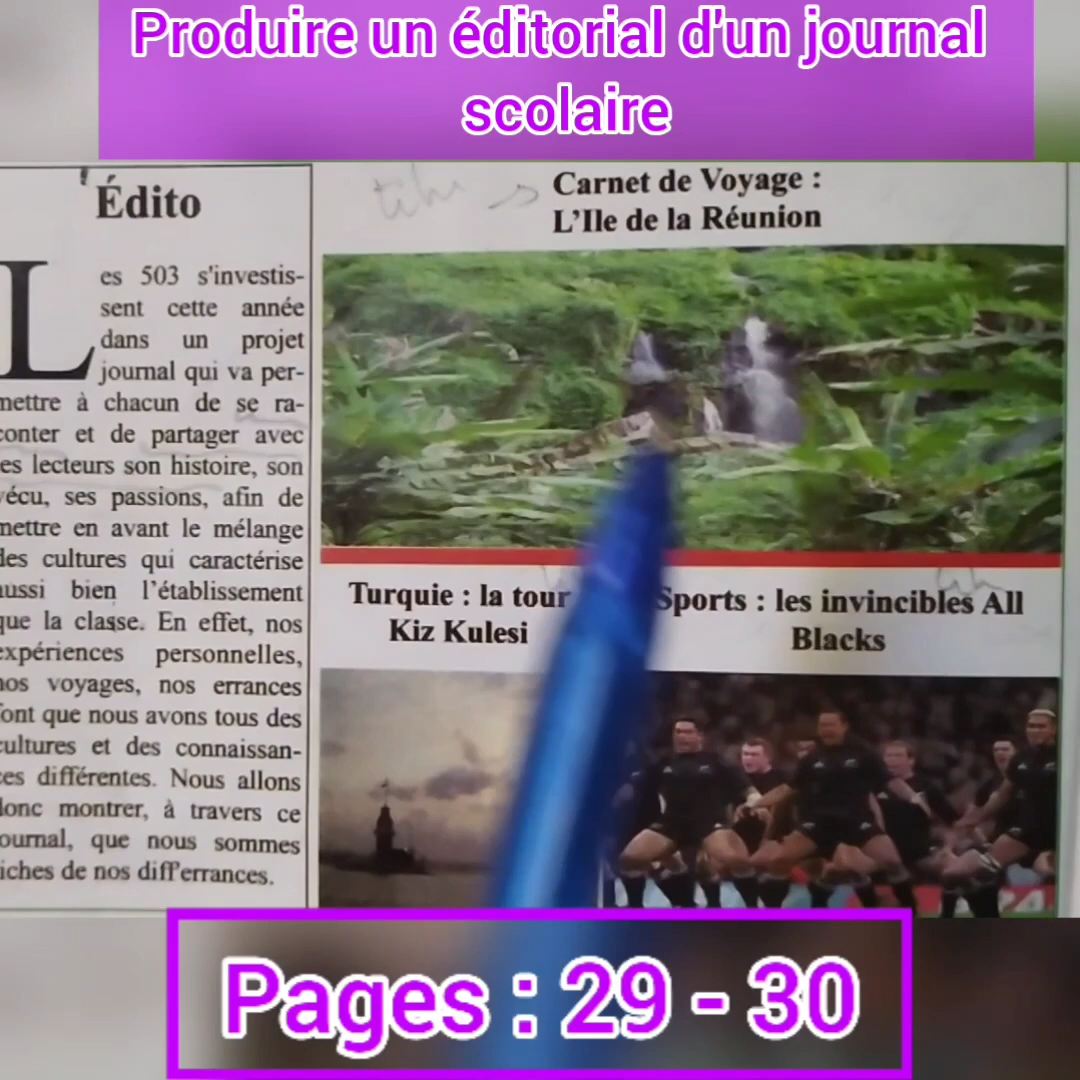 Produire un éditorial d'un journal
scolaire
Édito
Les 503 s'investis-
sent cette année
dans un projet
journal qui va per-
mettre à chacun de se ra-
conter et de partager avec
es lecteurs son histoire, son
vécu, ses passions, afin de
mettre en avant le mélange
des cultures qui caractérise
aussi bien l'établissement
que la classe. En effet, nos
expériences personnelles,
nos voyages, nos errances
font que nous avons tous des
cultures et des connaissan-
ces différentes. Nous allons
donc montrer, à travers ce
journal, que nous sommes
riches de nos diff'errances.
Carnet de Voyage :
L'Ile de la Réunion
Turquie : la tour
Kiz Kulesi
Sports : les invincibles All
Blacks
Pages : 29 - 30